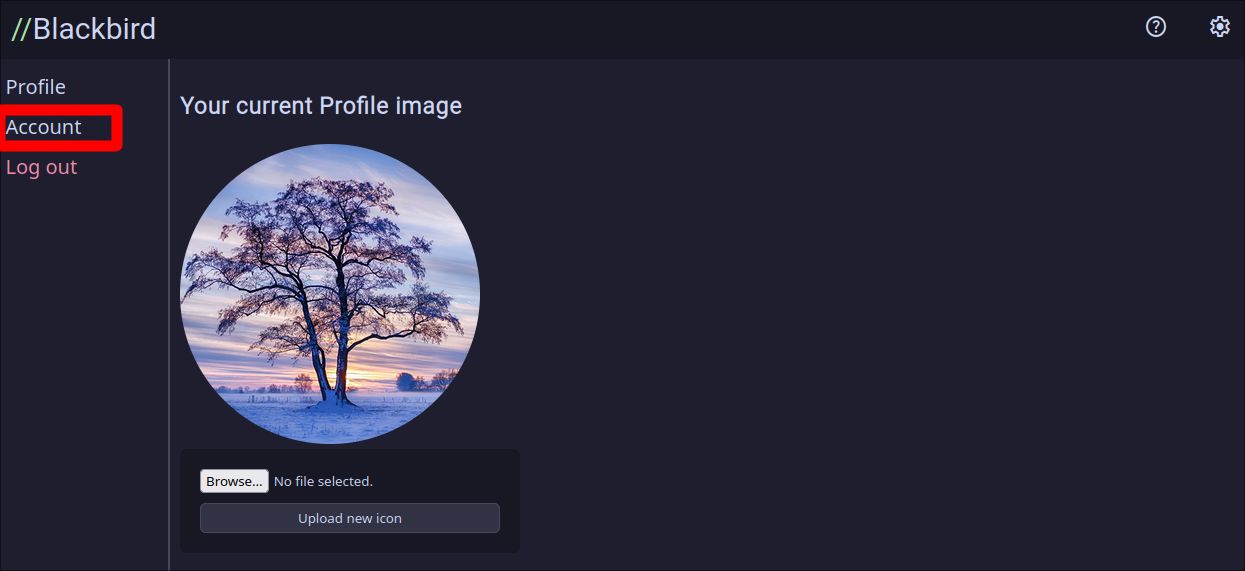 //Blackbird
Profile
Account
Log out
Your current Profile image
Browse... No file selected.
Upload new icon